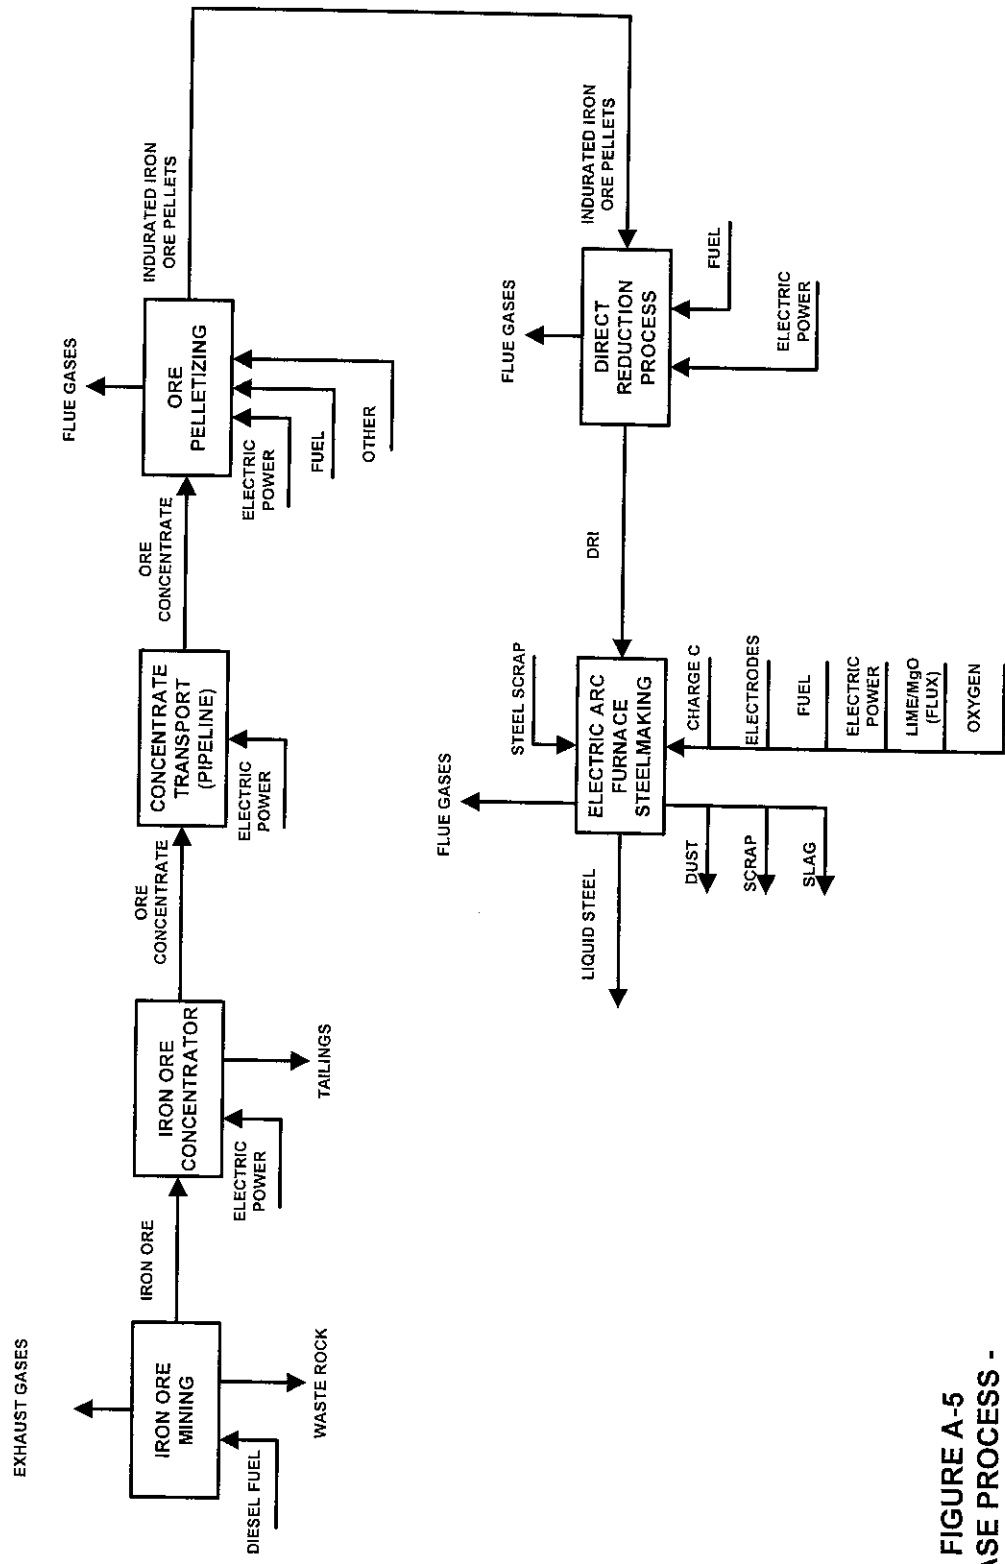 EXHAUST GASES
IRON ORE
MINING
DIESEL FUEL
WASTE ROCK
IRON ORE
IRON ORE
CONCENTRATOR
ELECTRIC
POWER
TAILINGS
ORE
CONCENTRATE
CONCENTRATE
TRANSPORT
(PIPELINE)
ELECTRIC
POWER
ORE
CONCENTRATE
FLUE GASES
ORE
PELLETIZING
ELECTRIC
POWER
FUEL
OTHER
INDURATED IRON
ORE PELLETS
INDURATED IRON
ORE PELLETS
FLUE GASES
DIRECT
REDUCTION
PROCESS
FUEL
ELECTRIC
POWER
DRI
STEEL SCRAP
FLUE GASES
ELECTRIC ARC
FURNACE
STEELMAKING
CHARGE C
ELECTRODES
FUEL
ELECTRIC
POWER
LIME/MgO
(FLUX)
OXYGEN
LIQUID STEEL
DUST
SCRAP
SLAG
FIGURE A-5
ASE PROCESS -